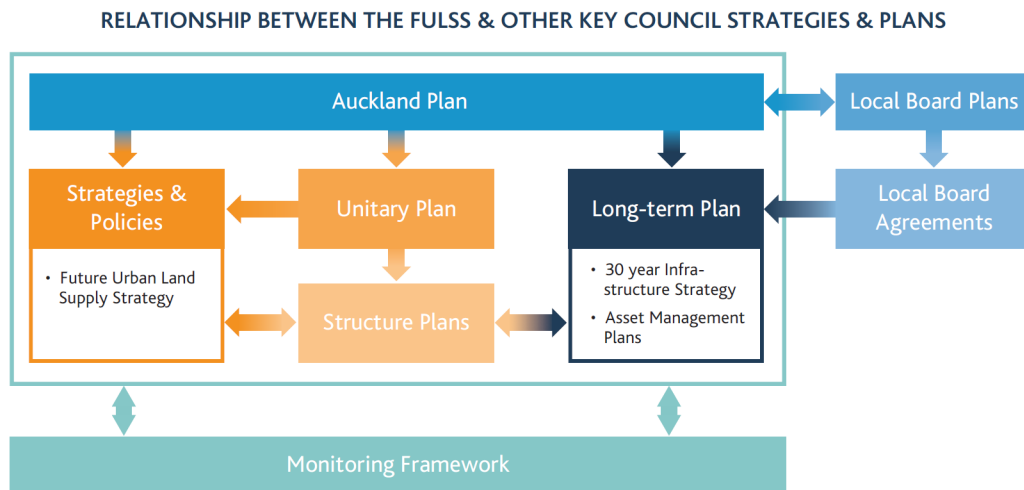 RELATIONSHIP BETWEEN THE FULSS & OTHER KEY COUNCIL STRATEGIES & PLANS
Auckland Plan
Local Board Plans
Strategies &
Policies
Unitary Plan
Long-term Plan
Local Board
Agreements
• Future Urban Land
Supply Strategy
Structure Plans
• 30 year Infra-
structure Strategy
• Asset Management
Plans
Monitoring Framework